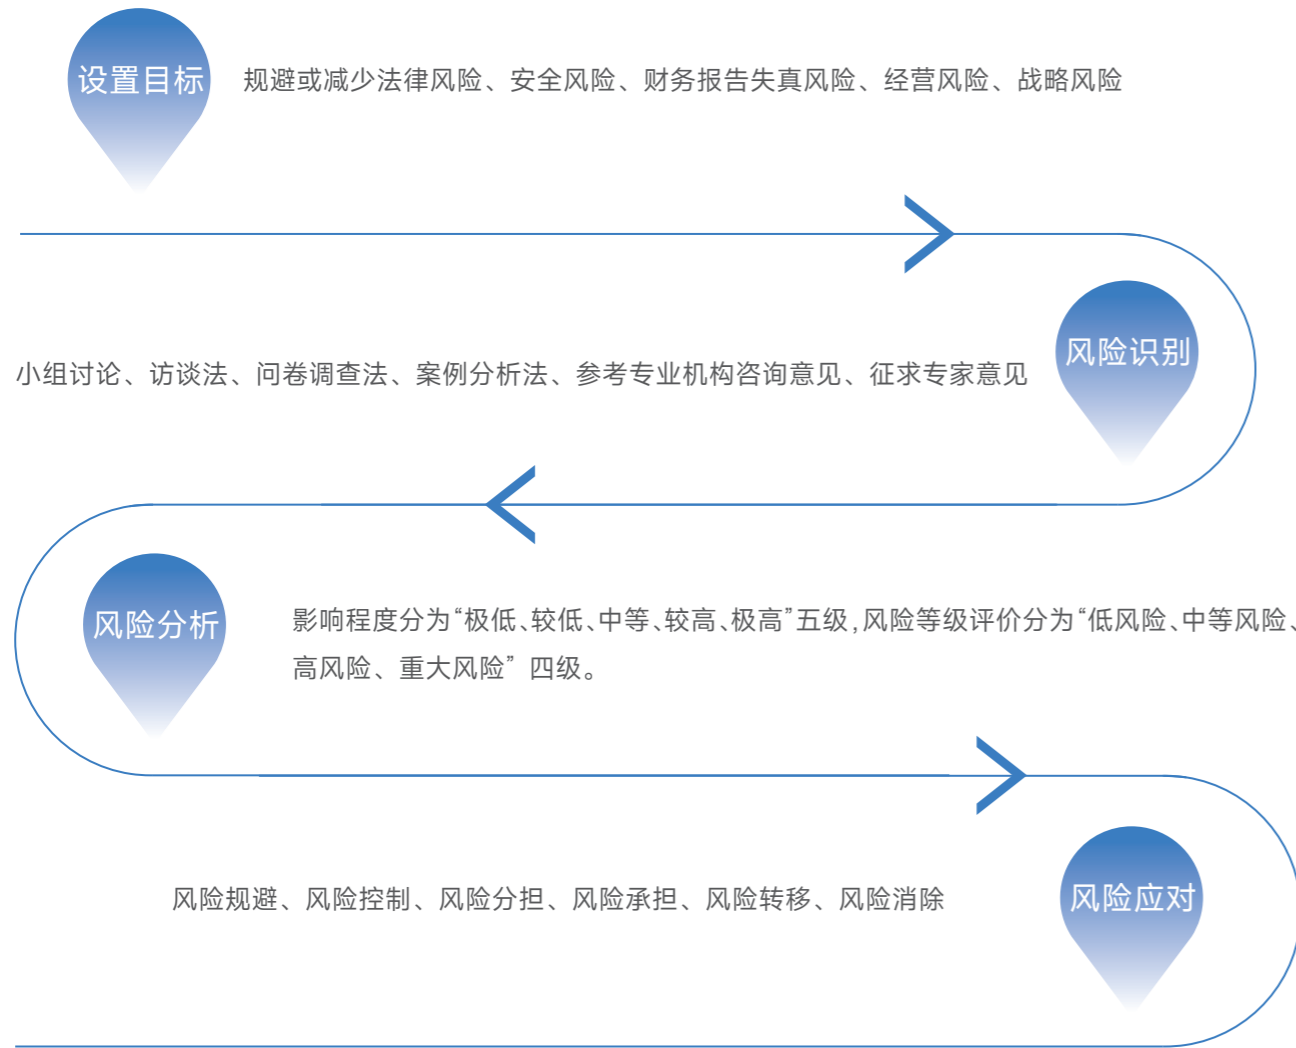 设置目标
规避或减少法律风险、安全风险、财务报告失真风险、经营风险、战略风险
风险识别
小组讨论、访谈法、问卷调查法、案例分析法、参考专业机构咨询意见、征求专家意见
风险分析
影响程度分为“极低、较低、中等、较高、极高”五级,风险等级评价分为“低风险、中等风险、
高风险、重大风险”四级。
风险应对
风险规避、风险控制、风险分担、风险承担、风险转移、风险消除